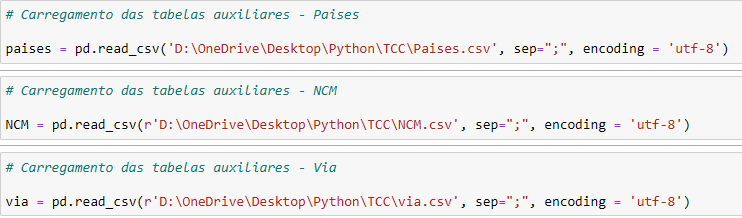 # Carregamento das tabelas auxiliares - Paises
paises = pd.read_csv('D:\OneDrive\Desktop\Python\TCC\Paises.csv', sep=";", encoding = 'utf-8')
# Carregamento das tabelas auxiliares - NCM
NCM = pd.read_csv(r'D:\OneDrive\Desktop\Python\TCC\NCM.csv', sep=";", encoding = 'utf-8')
# Carregamento das tabelas auxiliares - Via
via = pd.read_csv(r'D:\OneDrive\Desktop\Python\TCC\via.csv', sep=";", encoding = 'utf-8')